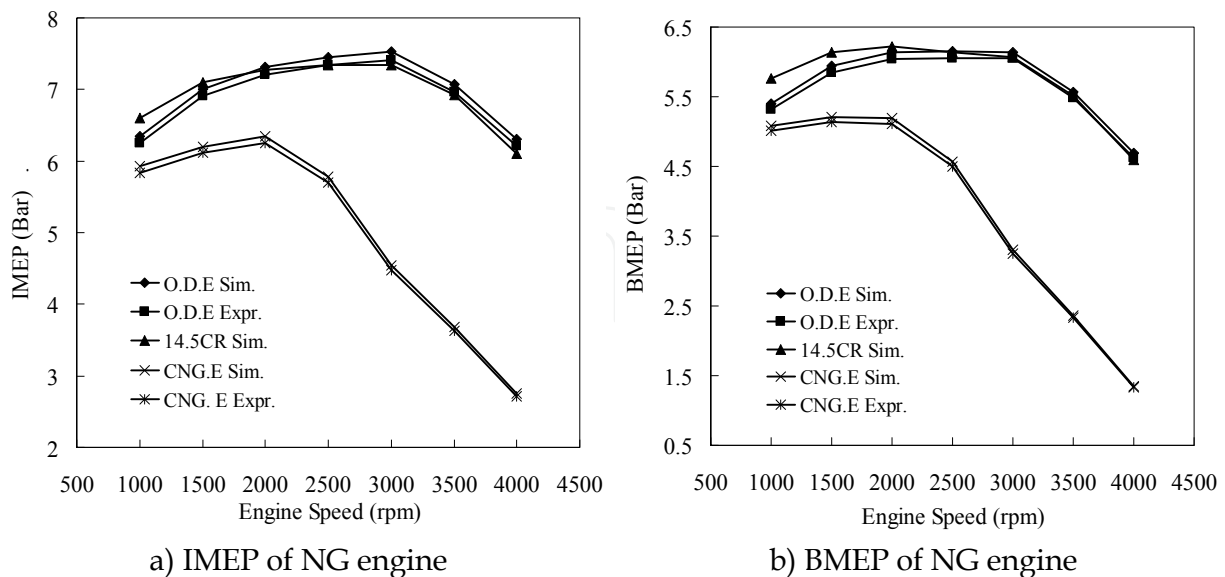 8
7
6
5
4
3
2
IMEP (Bar)
.
O.D.E Sim.
O.D.E Expr.
14.5CR Sim.
CNG.E Sim.
CNG. E Expr.
500 1000 1500 2000 2500 3000 3500 4000 4500
Engine Speed (rpm)
a) IMEP of NG engine
6.5
5.5
4.5
3.5
2.5
1.5
0.5
BMEP (Bar)
O.D.E Sim.
O.D.E Expr.
14.5CR Sim.
CNG.E Sim.
CNG.E Expr.
500 1000 1500 2000 2500 3000 3500 4000 4500
Engine Speed (rpm)
b) BMEP of NG engine